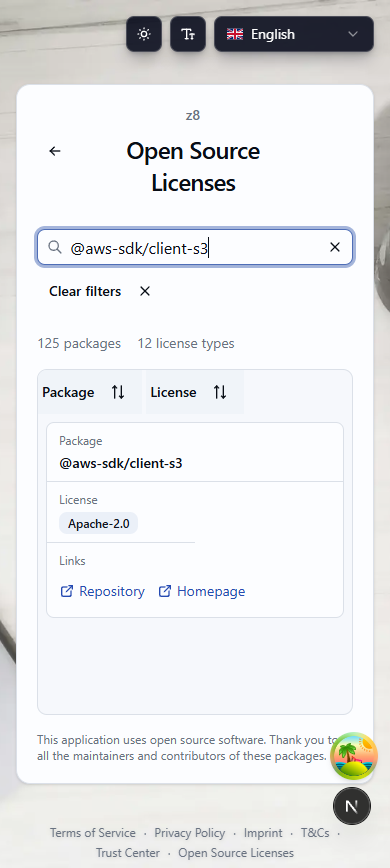 English
z8
Open Source
Licenses
@aws-sdk/client-s3
Clear filters
125 packages 12 license types
Package License
Package
@aws-sdk/client-s3
License
Apache-2.0
Links
Repository Homepage
This application uses open source software. Thank you to
all the maintainers and contributors of these packages.
N
Terms of Service · Privacy Policy · Imprint · T&Cs ·
Trust Center · Open Source Licenses